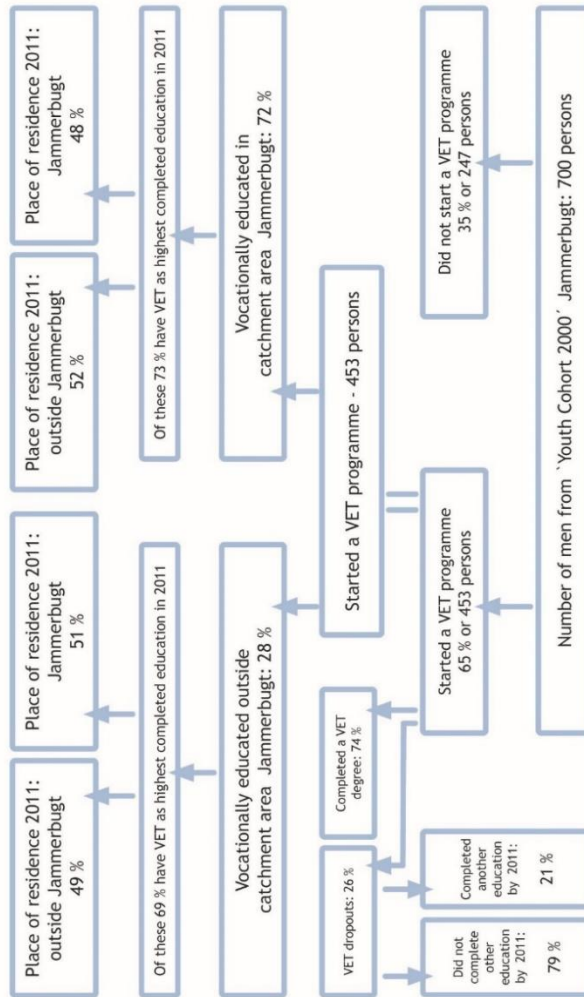 Place of residence 2011:
outside Jammerbugt
49 %
Place of residence 2011:
Jammerbugt
51 %
Place of residence 2011:
outside Jammerbugt
52 %
Place of residence 2011:
Jammerbugt
48 %
Of these 69 % have VET as highest completed education in 2011
Of these 73 % have VET as highest completed education in 2011
Vocationally educated outside
catchment area Jammerbugt: 28 %
Vocationally educated in
catchment area Jammerbugt: 72 %
VET dropouts: 26 %
Completed a VET
degree: 74 %
Started a VET programme - 453 persons
Did not
complete
other
education
by 2011:
79 %
Completed
another
education
by 2011:
21 %
Started a VET programme
65 % or 453 persons
Did not start a VET programme
35 % or 247 persons
Number of men from `Youth Cohort 2000´ Jammerbugt: 700 persons